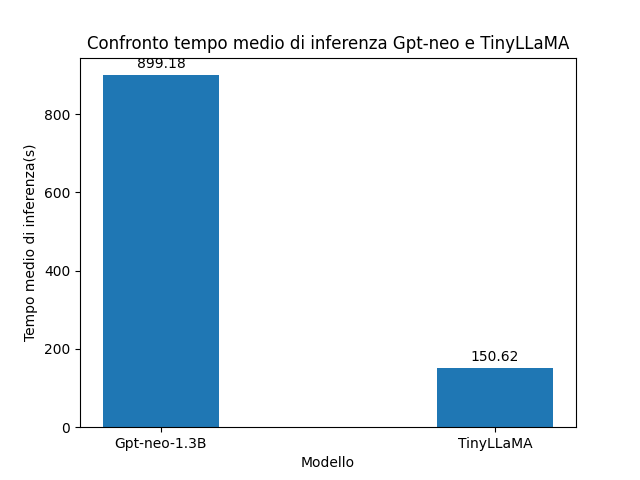 Confronto tempo medio di inferenza Gpt-neo e TinyLLaMA
899.18
800
600
400
200
0
150.62
Tempo medio di inferenza(s)
Gpt-neo-1.3B
TinyLLaMA
Modello